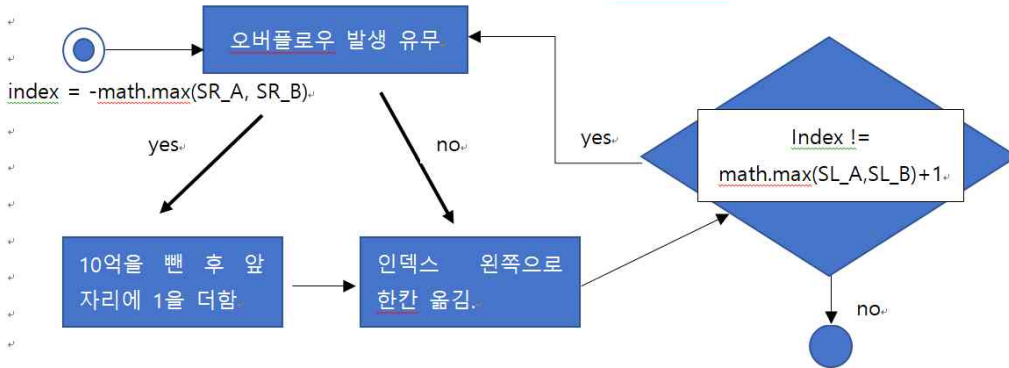 오버플로우 발생 유무
index = -math.max(SR_A, SR_B)
yes
no
10억을 뺀 후 앞
자리에 1을 더함
인덱스 왼쪽으로
한칸 옮김.
yes
Index !=
math.max(SL_A,SL_B)+1
no